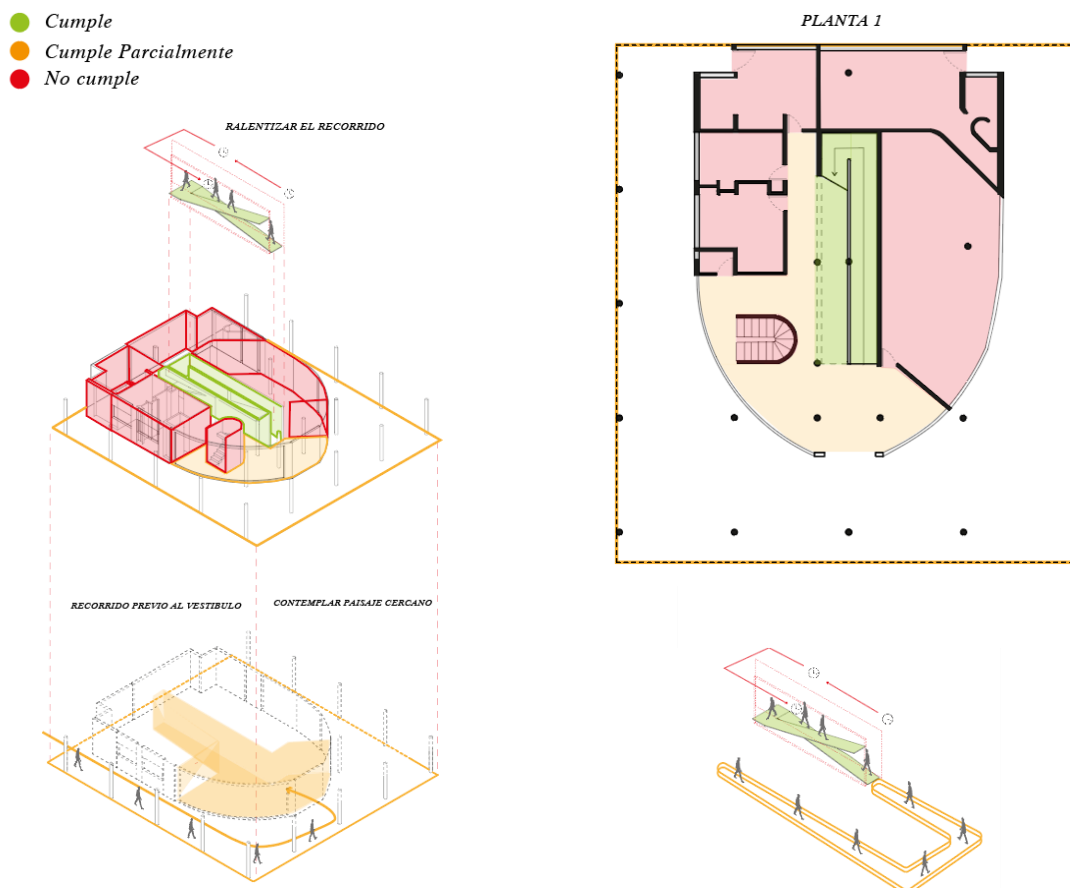 Cumple
Cumple Parcialmente
No cumple
PLANTA 1
RALENTIZAR EL RECORRIDO
RECORRIDO PREVIO AL VESTIBULO
CONTEMPLAR PAISAJE CERCANO